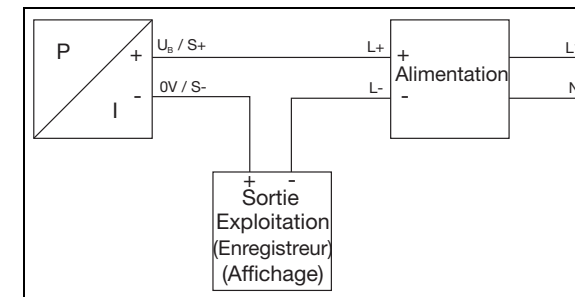 P
+
U_B / S+
L+
+
L
Alimentation
-
I
0V / S-
L-
-
N
+ -
Sortie
Exploitation
(Enregistreur)
(Affichage)